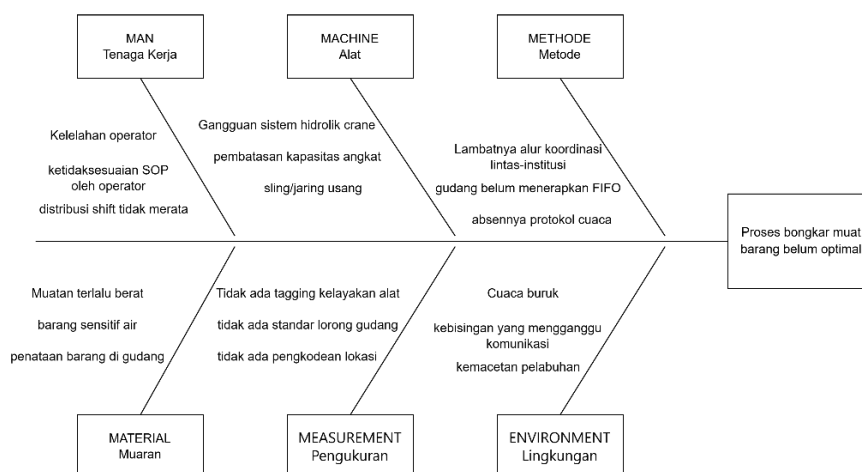 MAN
Tenaga Kerja
MACHINE
Alat
METHODE
Metode
Kelelahan operator
ketidaksesuaian SOP
oleh operator
distribusi shift tidak merata
Gangguan sistem hidrolik crane
pembatasan kapasitas angkat
sling/jaring usang
Lambatnya alur koordinasi
lintas-institusi
gudang belum menerapkan FIFO
absennya protokol cuaca
Proses bongkar muat
barang belum optimal
Muatan terlalu berat
barang sensitif air
penataan barang di gudang
Tidak ada tagging kelayakan alat
tidak ada standar lorong gudang
tidak ada pengkodean lokasi
Cuaca buruk
kebisingan yang mengganggu
komunikasi
kemacetan pelabuhan
MATERIAL
Muaran
MEASUREMENT
Pengukuran
ENVIRONMENT
Lingkungan